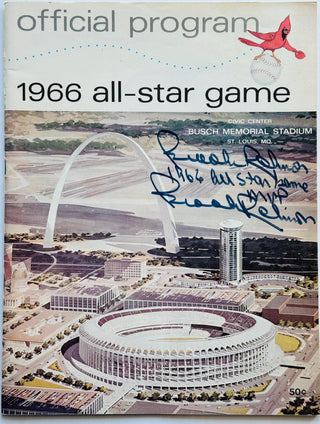 official program
1966 all-star game
CIVIC CENTER
BUSCH MEMORIAL STADIUM
ST. LOUIS, MO.
Brooks Robinson
1966 All Star Game
MVP
Brooks Robinson
50¢